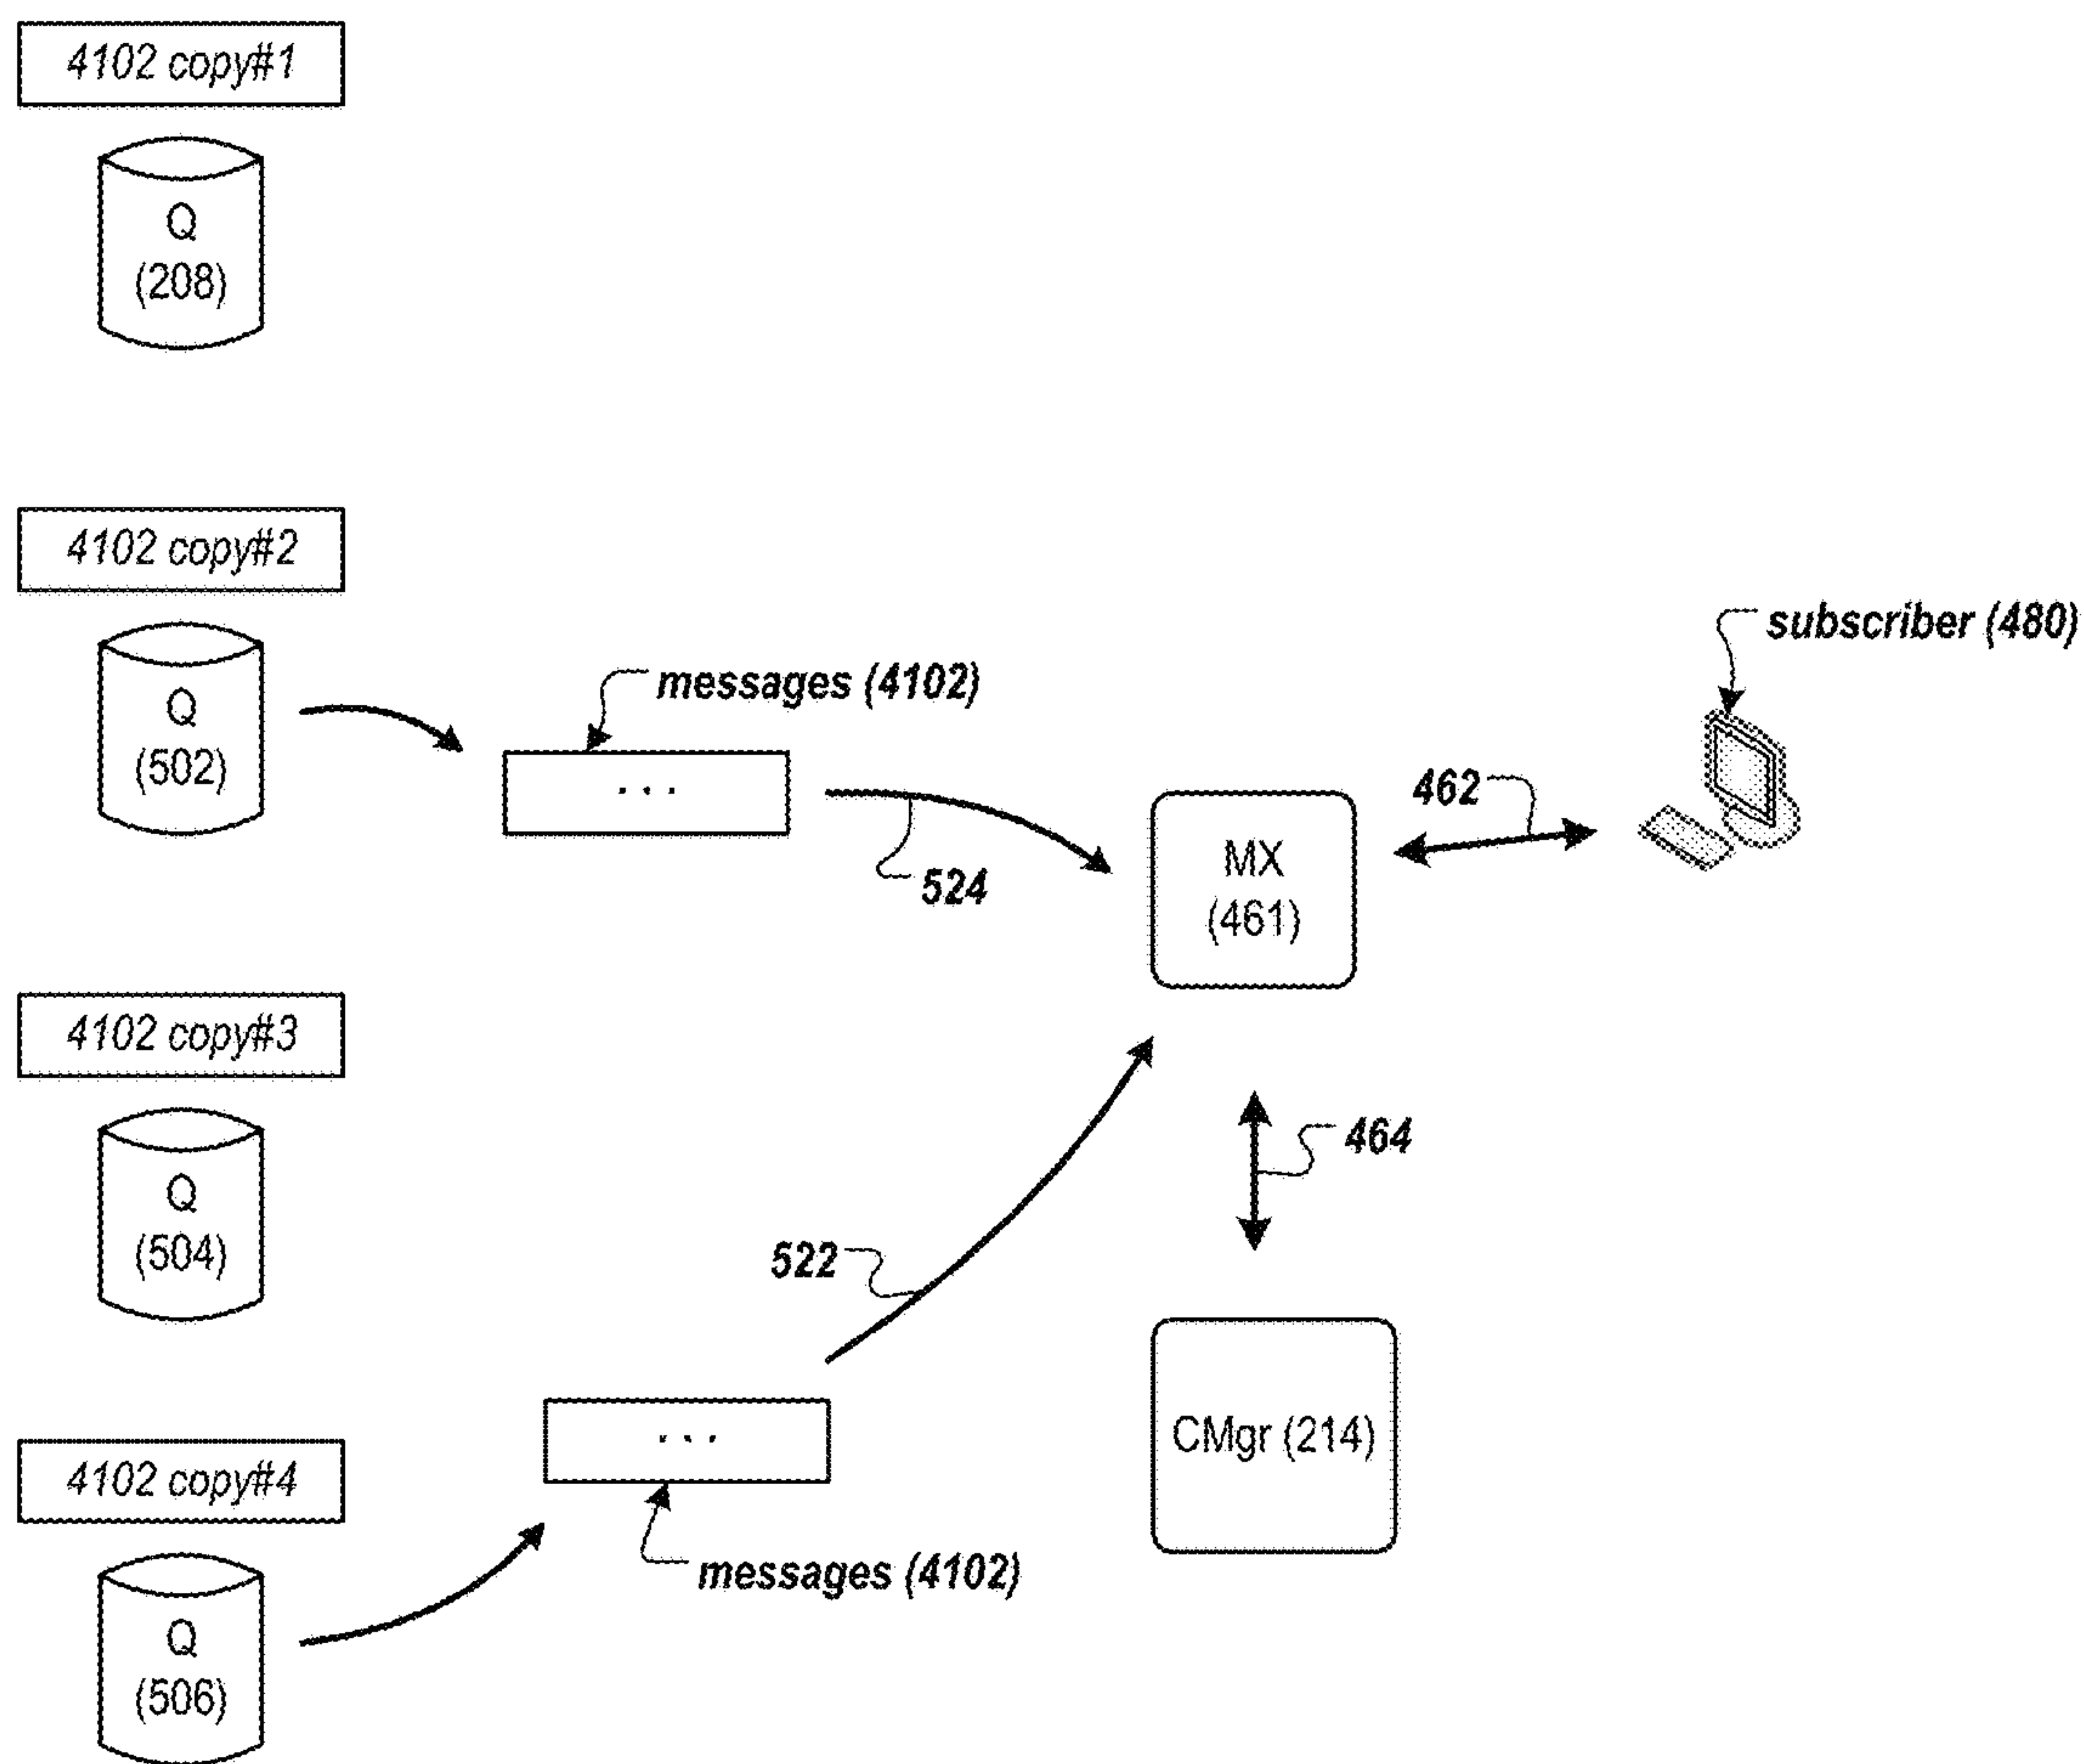 4102 copy#1
Q
(208)
4102 copy#2
Q
(502)
messages (4102)
. . .
524
subscriber (480)
462
MX
(461)
4102 copy#3
Q
(504)
464
522
CMgr (214)
4102 copy#4
. . .
messages (4102)
Q
(506)